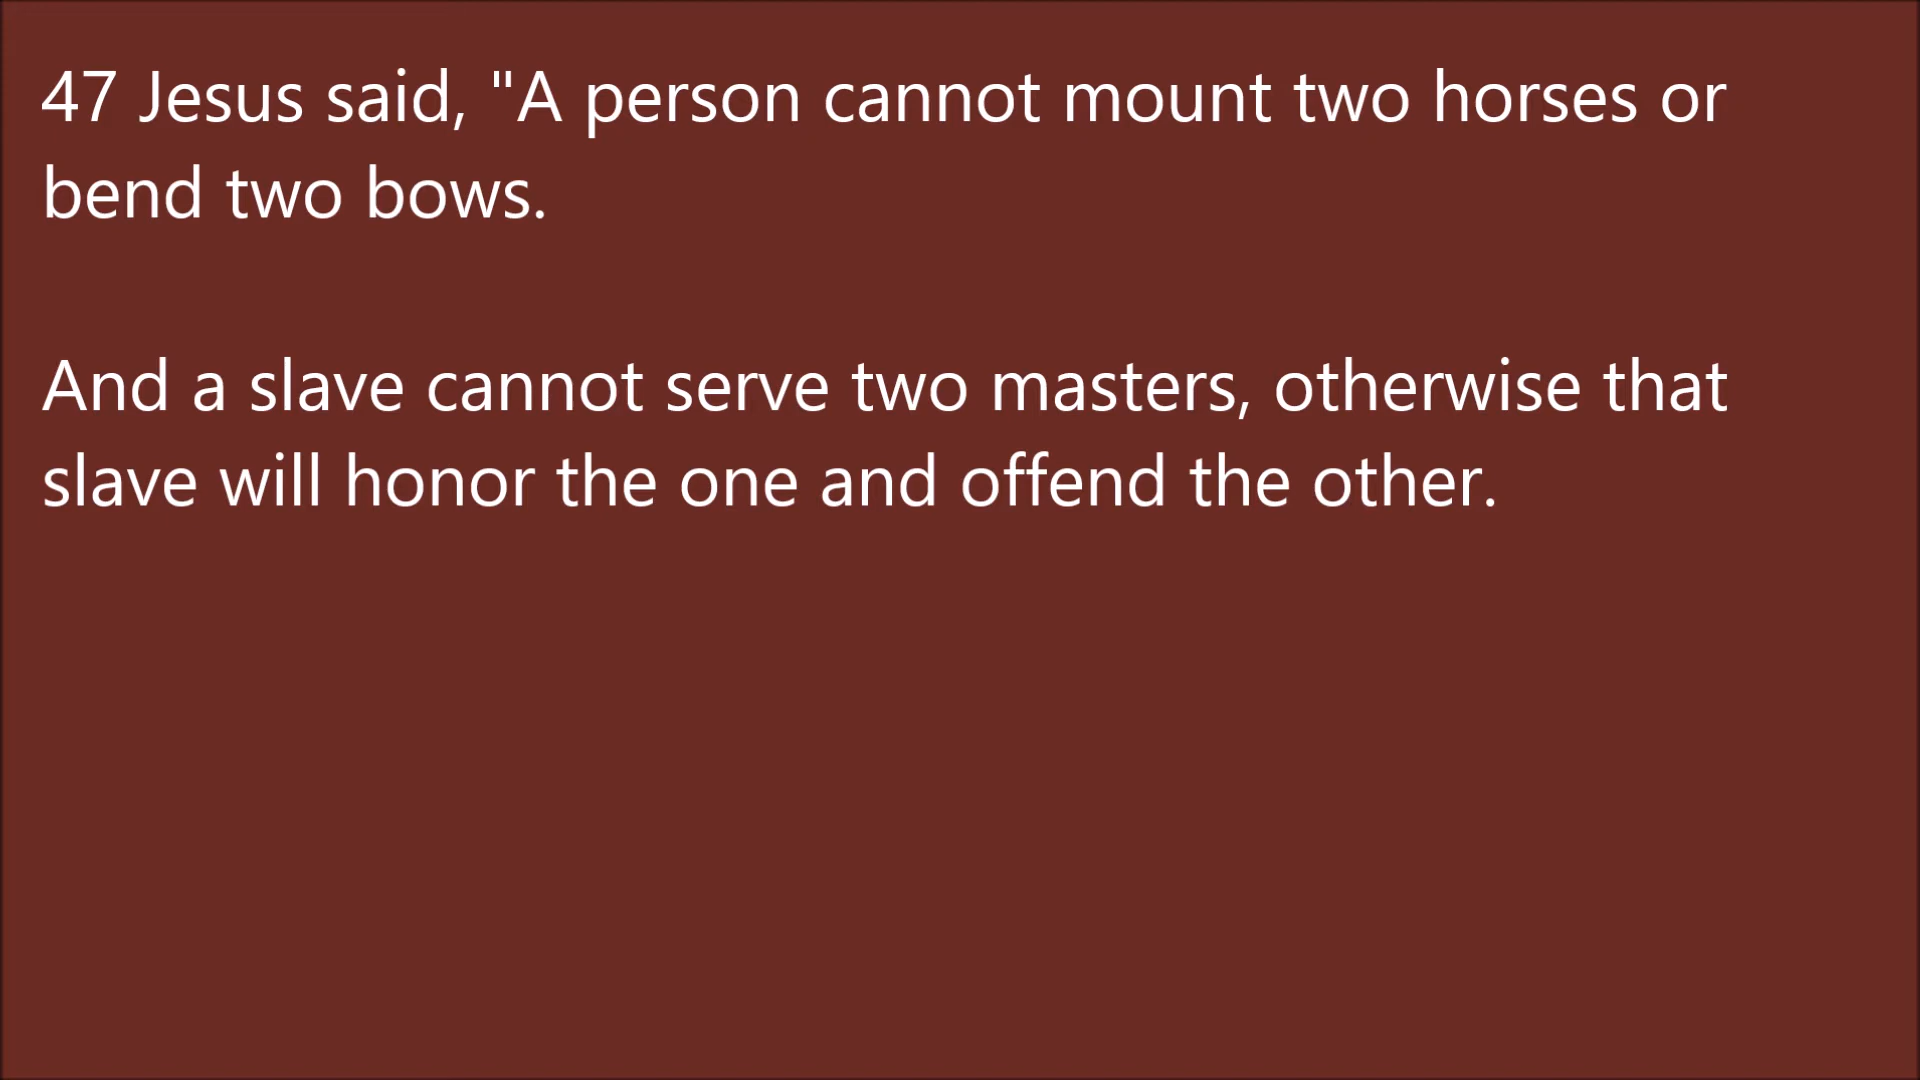 47 Jesus said, "A person cannot mount two horses or
bend two bows.
And a slave cannot serve two masters, otherwise that
slave will honor the one and offend the other.